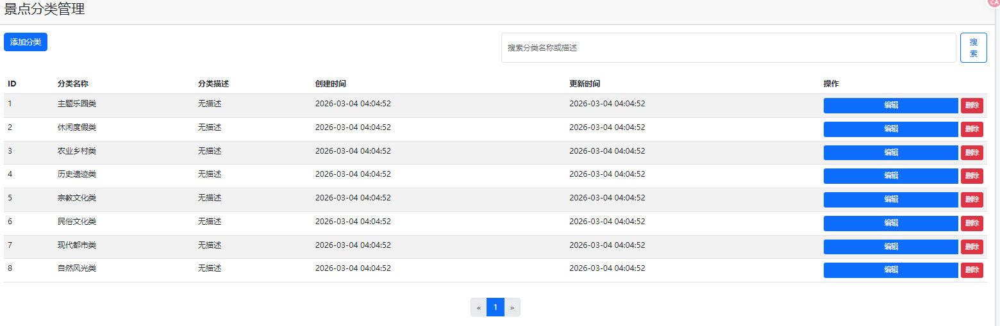 景点分类管理
添加分类 搜索分类名称或描述 搜索
ID 分类名称 分类描述 创建时间 更新时间 操作
1 主题乐园类 无描述 2026-03-04 04:04:52 2026-03-04 04:04:52 编辑 删除
2 休闲度假类 无描述 2026-03-04 04:04:52 2026-03-04 04:04:52 编辑 删除
3 农业乡村类 无描述 2026-03-04 04:04:52 2026-03-04 04:04:52 编辑 删除
4 历史遗迹类 无描述 2026-03-04 04:04:52 2026-03-04 04:04:52 编辑 删除
5 宗教文化类 无描述 2026-03-04 04:04:52 2026-03-04 04:04:52 编辑 删除
6 民俗文化类 无描述 2026-03-04 04:04:52 2026-03-04 04:04:52 编辑 删除
7 现代都市类 无描述 2026-03-04 04:04:52 2026-03-04 04:04:52 编辑 删除
8 自然风光类 无描述 2026-03-04 04:04:52 2026-03-04 04:04:52 编辑 删除
« 1 »